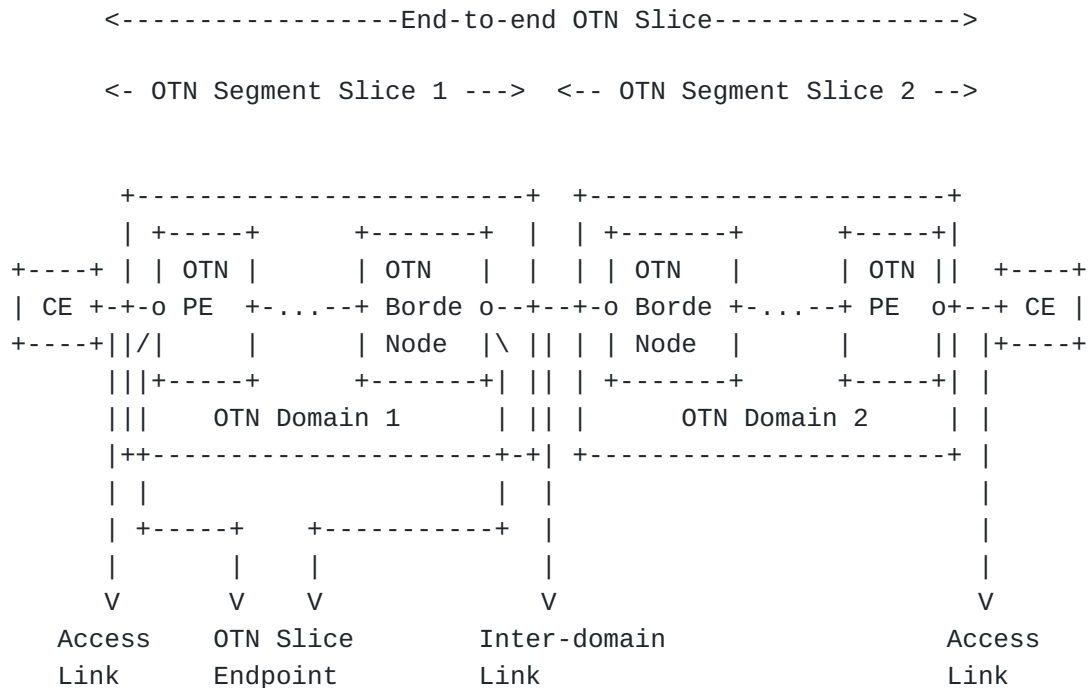 <------------------End-to-end OTN Slice---------------->
<- OTN Segment Slice 1 --->  <-- OTN Segment Slice 2 -->
OTN OTN OTN OTN
CE PE ... Borde Borde ... PE CE
Node Node
OTN Domain 1 OTN Domain 2
V V V V V
Access OTN Slice Inter-domain Access
Link Endpoint Link Link